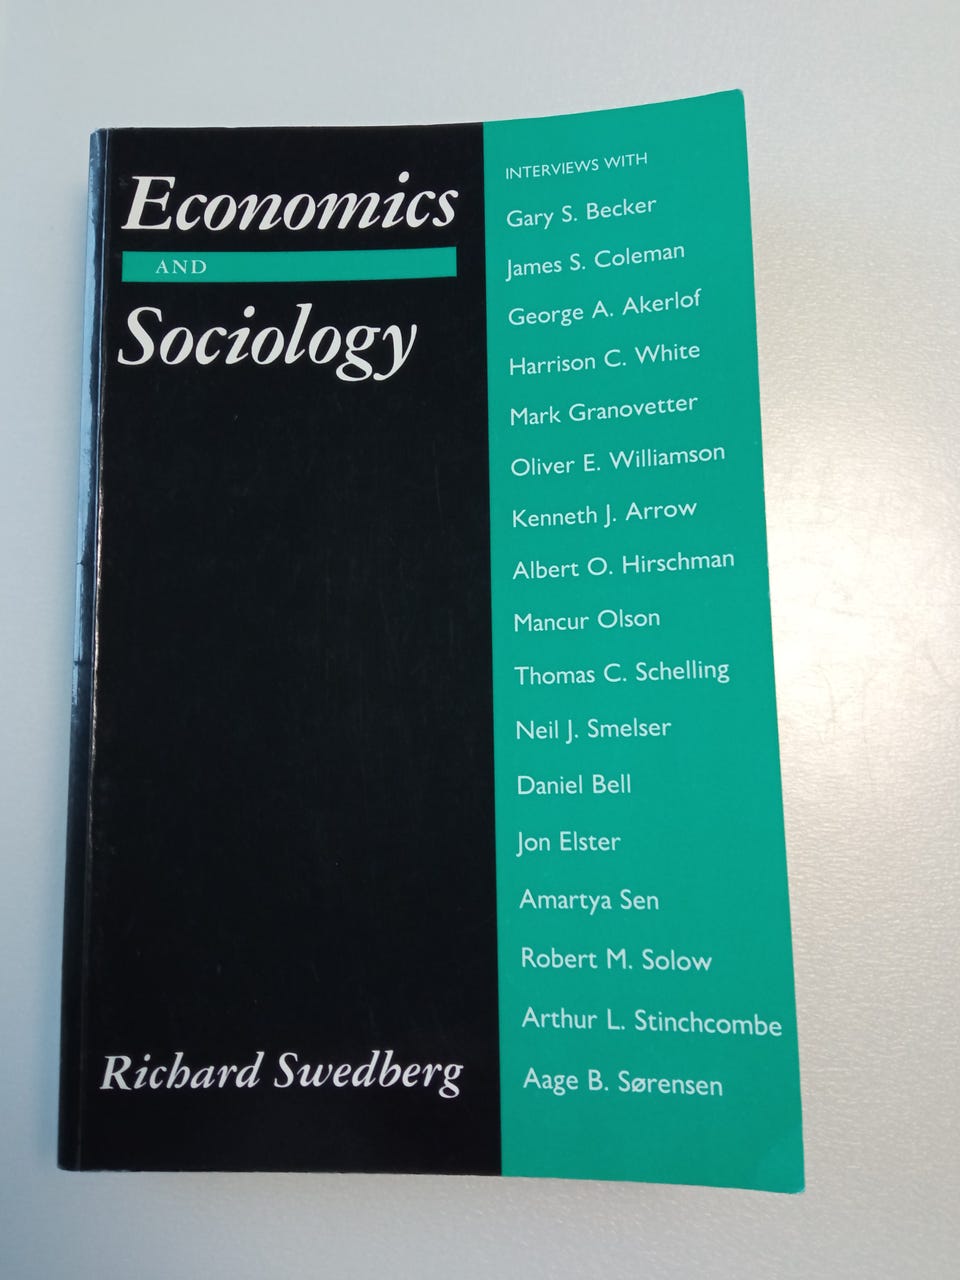 Economics
AND
Sociology
Richard Swedberg
INTERVIEWS WITH
Gary S. Becker
James S. Coleman
George A. Akerlof
Harrison C. White
Mark Granovetter
Oliver E. Williamson
Kenneth J. Arrow
Albert O. Hirschman
Mancur Olson
Thomas C. Schelling
Neil J. Smelser
Daniel Bell
Jon Elster
Amartya Sen
Robert M. Solow
Arthur L. Stinchcombe
Aage B. Sørensen